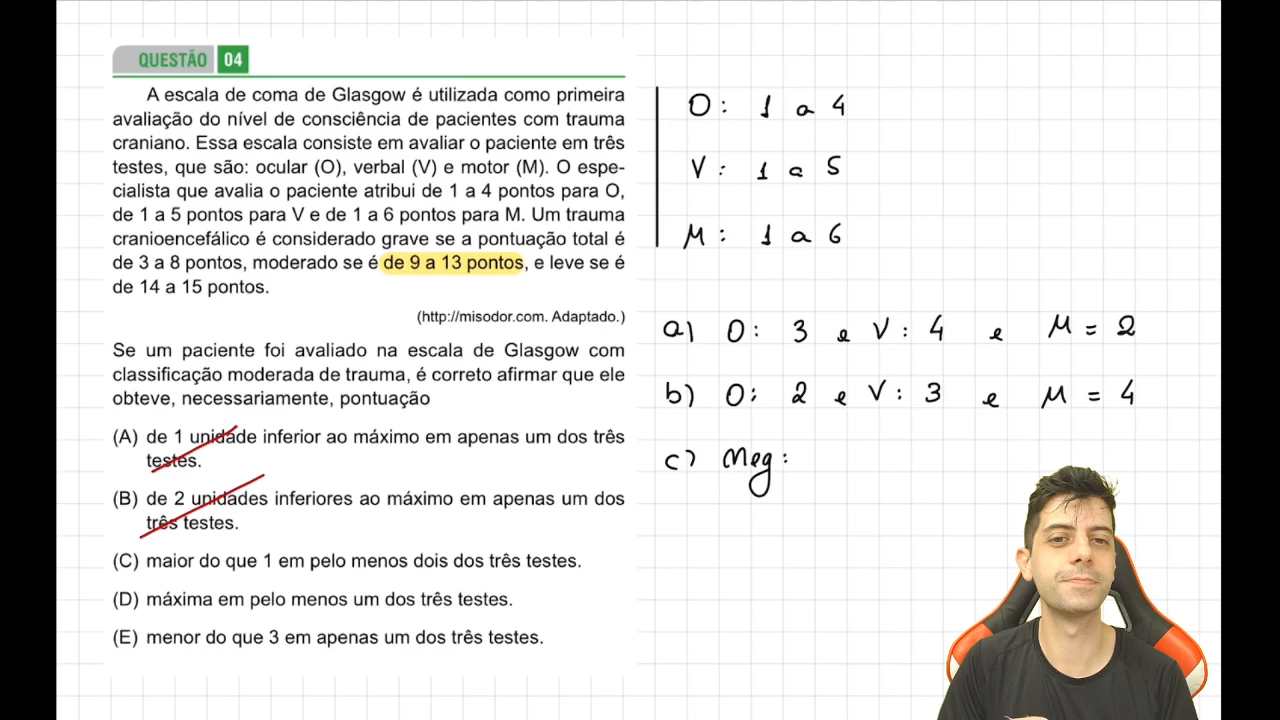 QUESTÃO 04
A escala de coma de Glasgow é utilizada como primeira
avaliação do nível de consciência de pacientes com trauma
craniano. Essa escala consiste em avaliar o paciente em três
testes, que são: ocular (O), verbal (V) e motor (M). O espe-
cialista que avalia o paciente atribui de 1 a 4 pontos para O,
de 1 a 5 pontos para V e de 1 a 6 pontos para M. Um trauma
cranioencefálico é considerado grave se a pontuação total é
de 3 a 8 pontos, moderado se é de 9 a 13 pontos, e leve se é
de 14 a 15 pontos.
(http://misodor.com. Adaptado.)
Se um paciente foi avaliado na escala de Glasgow com
classificação moderada de trauma, é correto afirmar que ele
obteve, necessariamente, pontuação
(A) de 1 unidade inferior ao máximo em apenas um dos três
testes.
(B) de 2 unidades inferiores ao máximo em apenas um dos
três testes.
(C) maior do que 1 em pelo menos dois dos três testes.
(D) máxima em pelo menos um dos três testes.
(E) menor do que 3 em apenas um dos três testes.
O: 1 a 4
V: 1 a 5
M: 1 a 6
a) O: 3 e V: 4 e M = 2
b) O: 2 e V: 3 e M = 4
c) Neg: